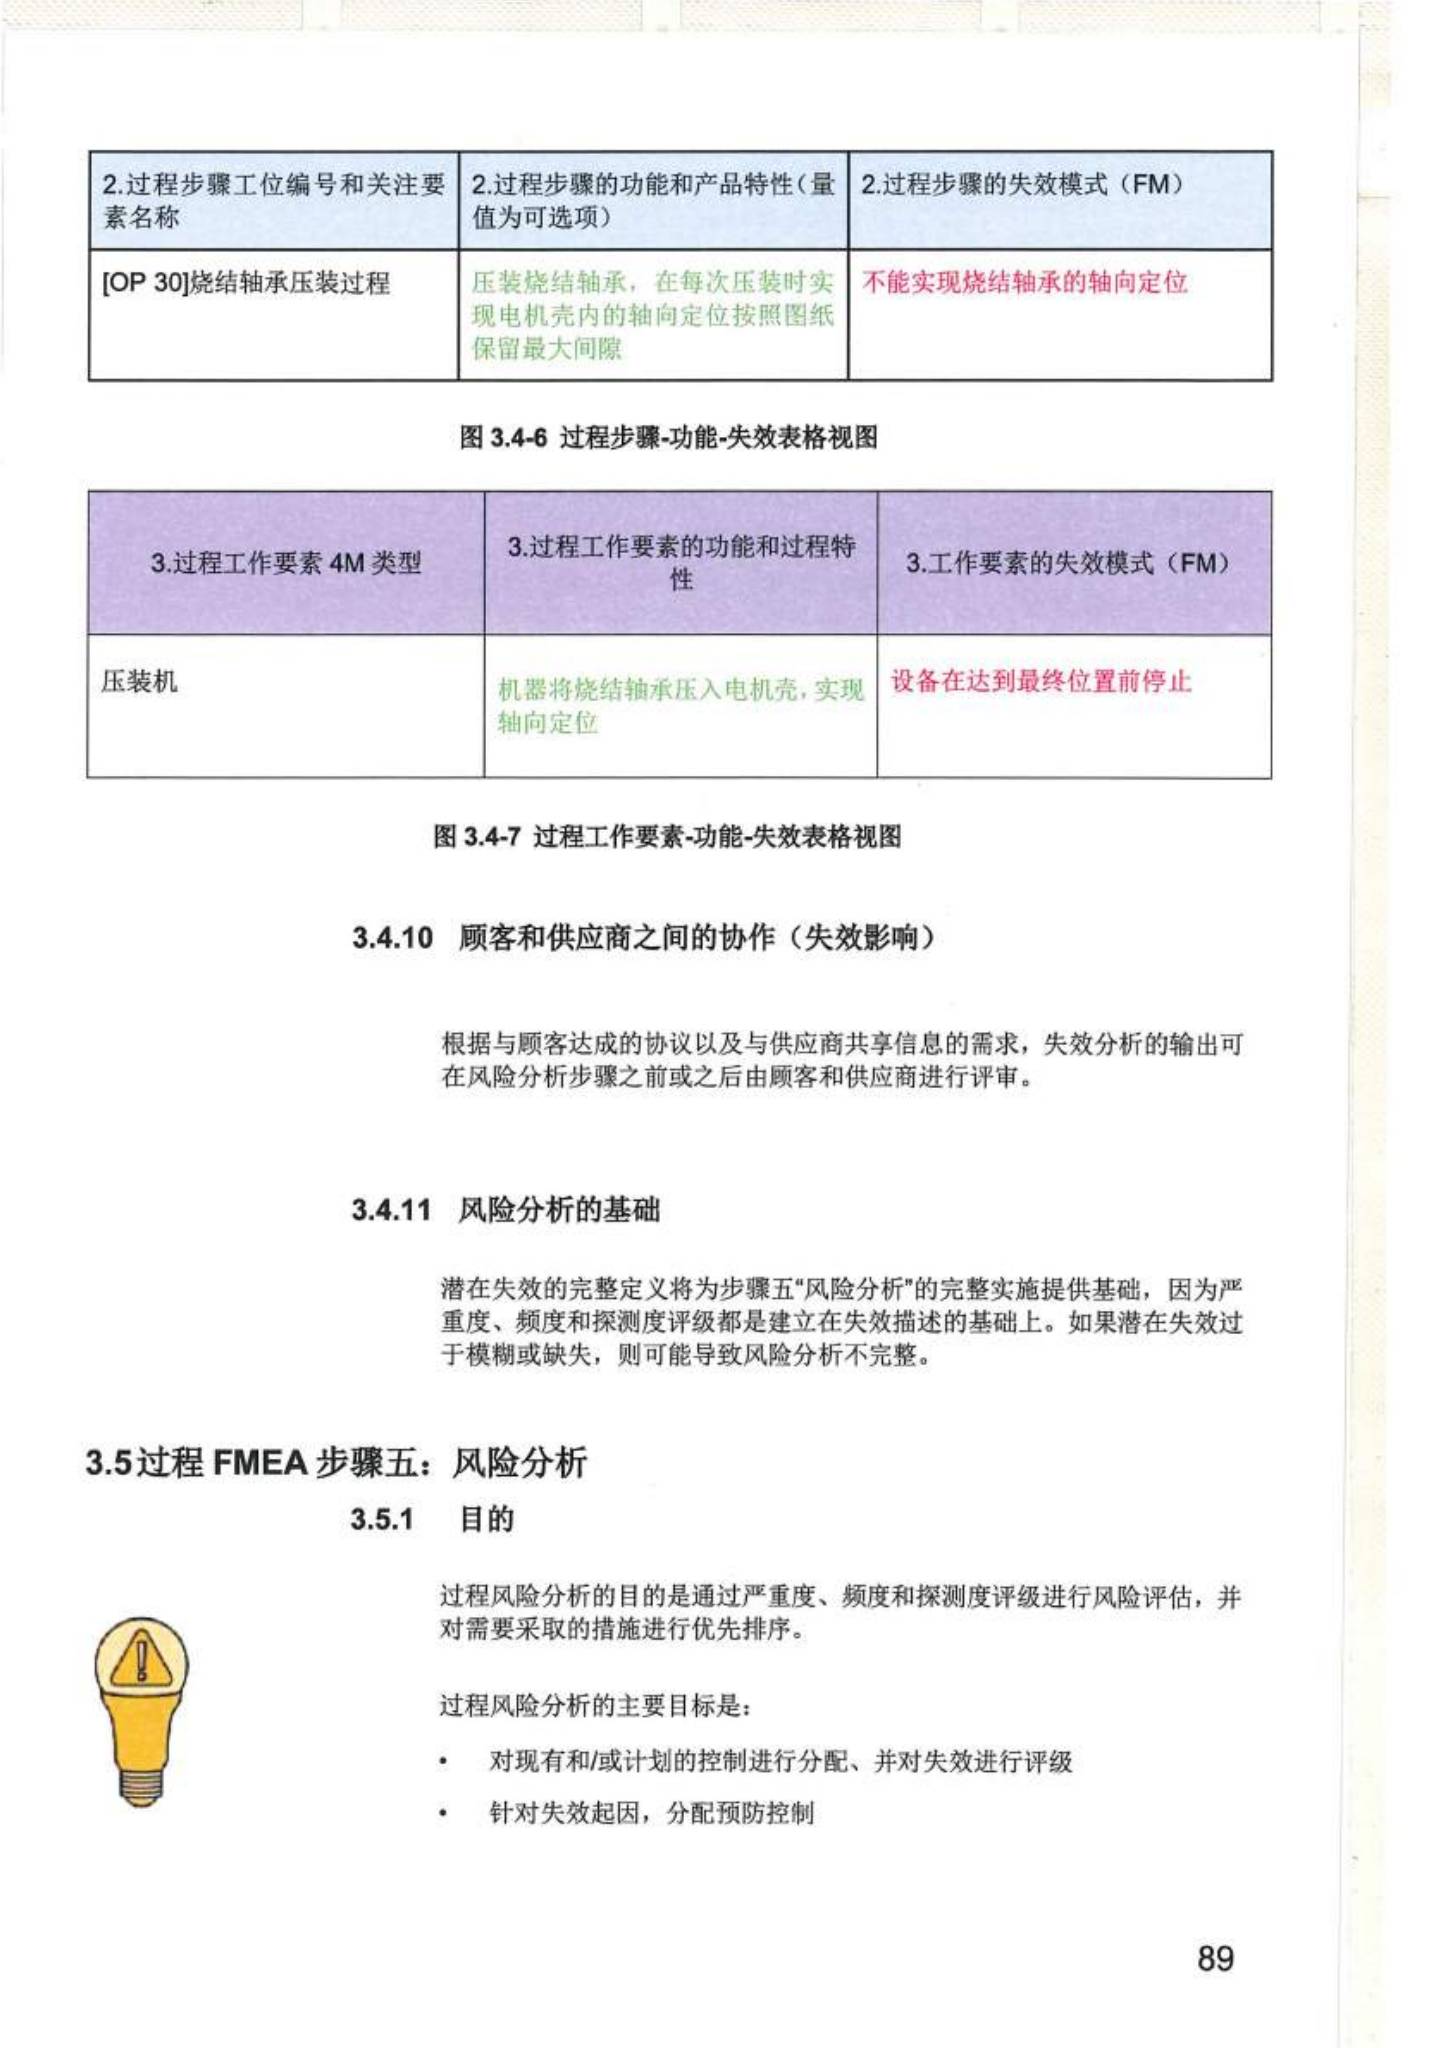 2.过程步骤工位编号和关注要
素名称
2.过程步骤的功能和产品特性（量
值为可选项）
2.过程步骤的失效模式（FM）
[OP 30]烧结轴承压装过程
压装烧结轴承，在每次压装时实
现电机壳内的轴向定位按照图纸
保留最大间隙
不能实现烧结轴承的轴向定位
图 3.4-6 过程步骤-功能-失效表格视图
3.过程工作要素 4M 类型
3.过程工作要素的功能和过程特
性
3.工作要素的失效模式（FM）
压装机
机器将烧结轴承压入电机壳，实现
轴向定位
设备在达到最终位置前停止
图 3.4-7 过程工作要素-功能-失效表格视图
3.4.10 顾客和供应商之间的协作（失效影响）
根据与顾客达成的协议以及与供应商共享信息的需求，失效分析的输出可
在风险分析步骤之前或之后由顾客和供应商进行评审。
3.4.11 风险分析的基础
潜在失效的完整定义将为步骤五“风险分析”的完整实施提供基础，因为严
重度、频度和探测度评级都是建立在失效描述的基础上。如果潜在失效过
于模糊或缺失，则可能导致风险分析不完整。
3.5过程 FMEA 步骤五：风险分析
3.5.1 目的
过程风险分析的目的是通过严重度、频度和探测度评级进行风险评估，并
对需要采取的措施进行优先排序。
过程风险分析的主要目标是：
• 对现有和/或计划的控制进行分配、并对失效进行评级
• 针对失效起因，分配预防控制
89